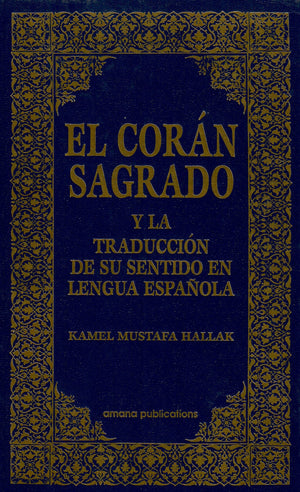 EL CORÁN
SAGRADO
Y LA
TRADUCCIÓN
DE SU SENTIDO EN
LENGUA ESPAÑOLA
KAMEL MUSTAFA HALLAK
amana publications